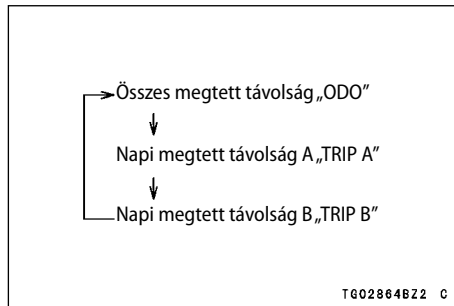 Összes megtett távolság „ODO”
Napi megtett távolság A „TRIP A”
Napi megtett távolság B „TRIP B”
TG02864BZ2 C